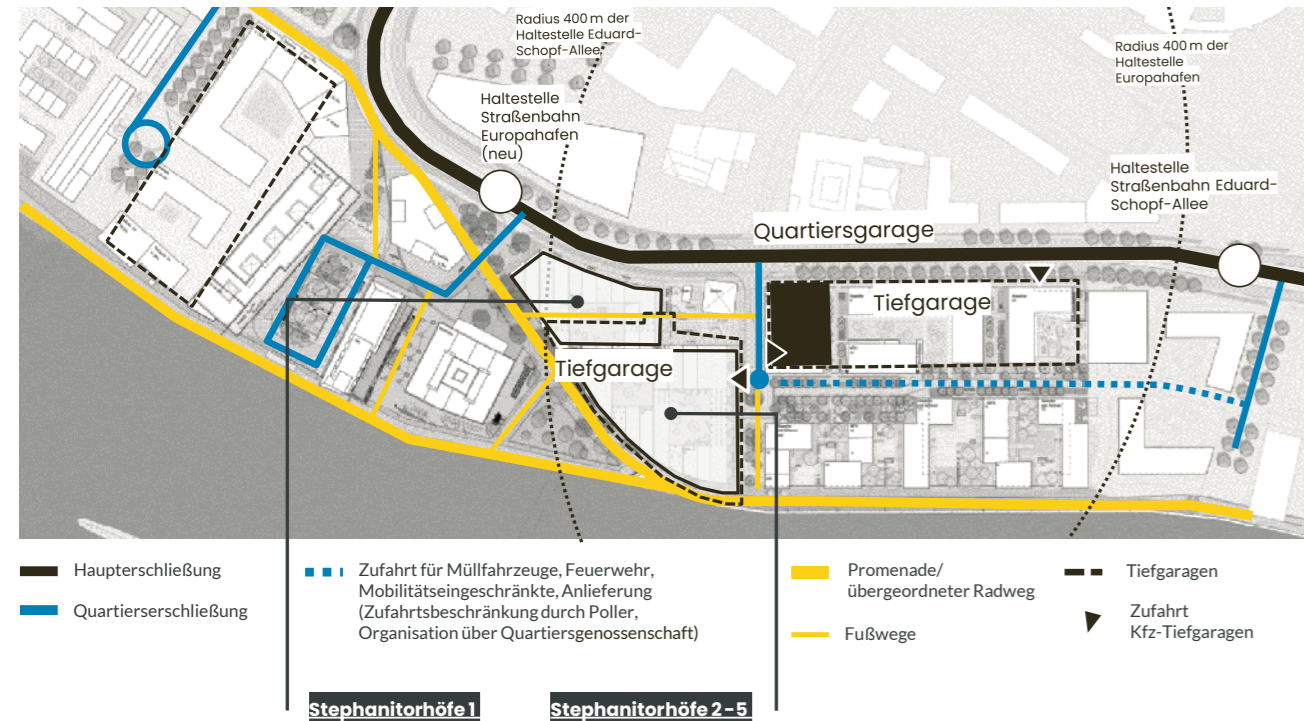 Radius 400 m der
Haltestelle Eduard-
Schopf-Allee
Radius 400 m der
Haltestelle
Europahafen
Haltestelle
Straßenbahn
Europahafen
(neu)
Haltestelle
Straßenbahn Eduard-
Schopf-Allee
Quartiersgarage
Tiefgarage
Tiefgarage
Haupterschließung
Quartierserschließung
Zufahrt für Müllfahrzeuge, Feuerwehr,
Mobilitätseingeschränkte, Anlieferung
(Zufahrtsbeschränkung durch Poller,
Organisation über Quartiersgenossenschaft)
Promenade/
übergeordneter Radweg
Fußwege
Tiefgaragen
Zufahrt
Kfz-Tiefgaragen
Stephanitorhöfe 1
Stephanitorhöfe 2-5